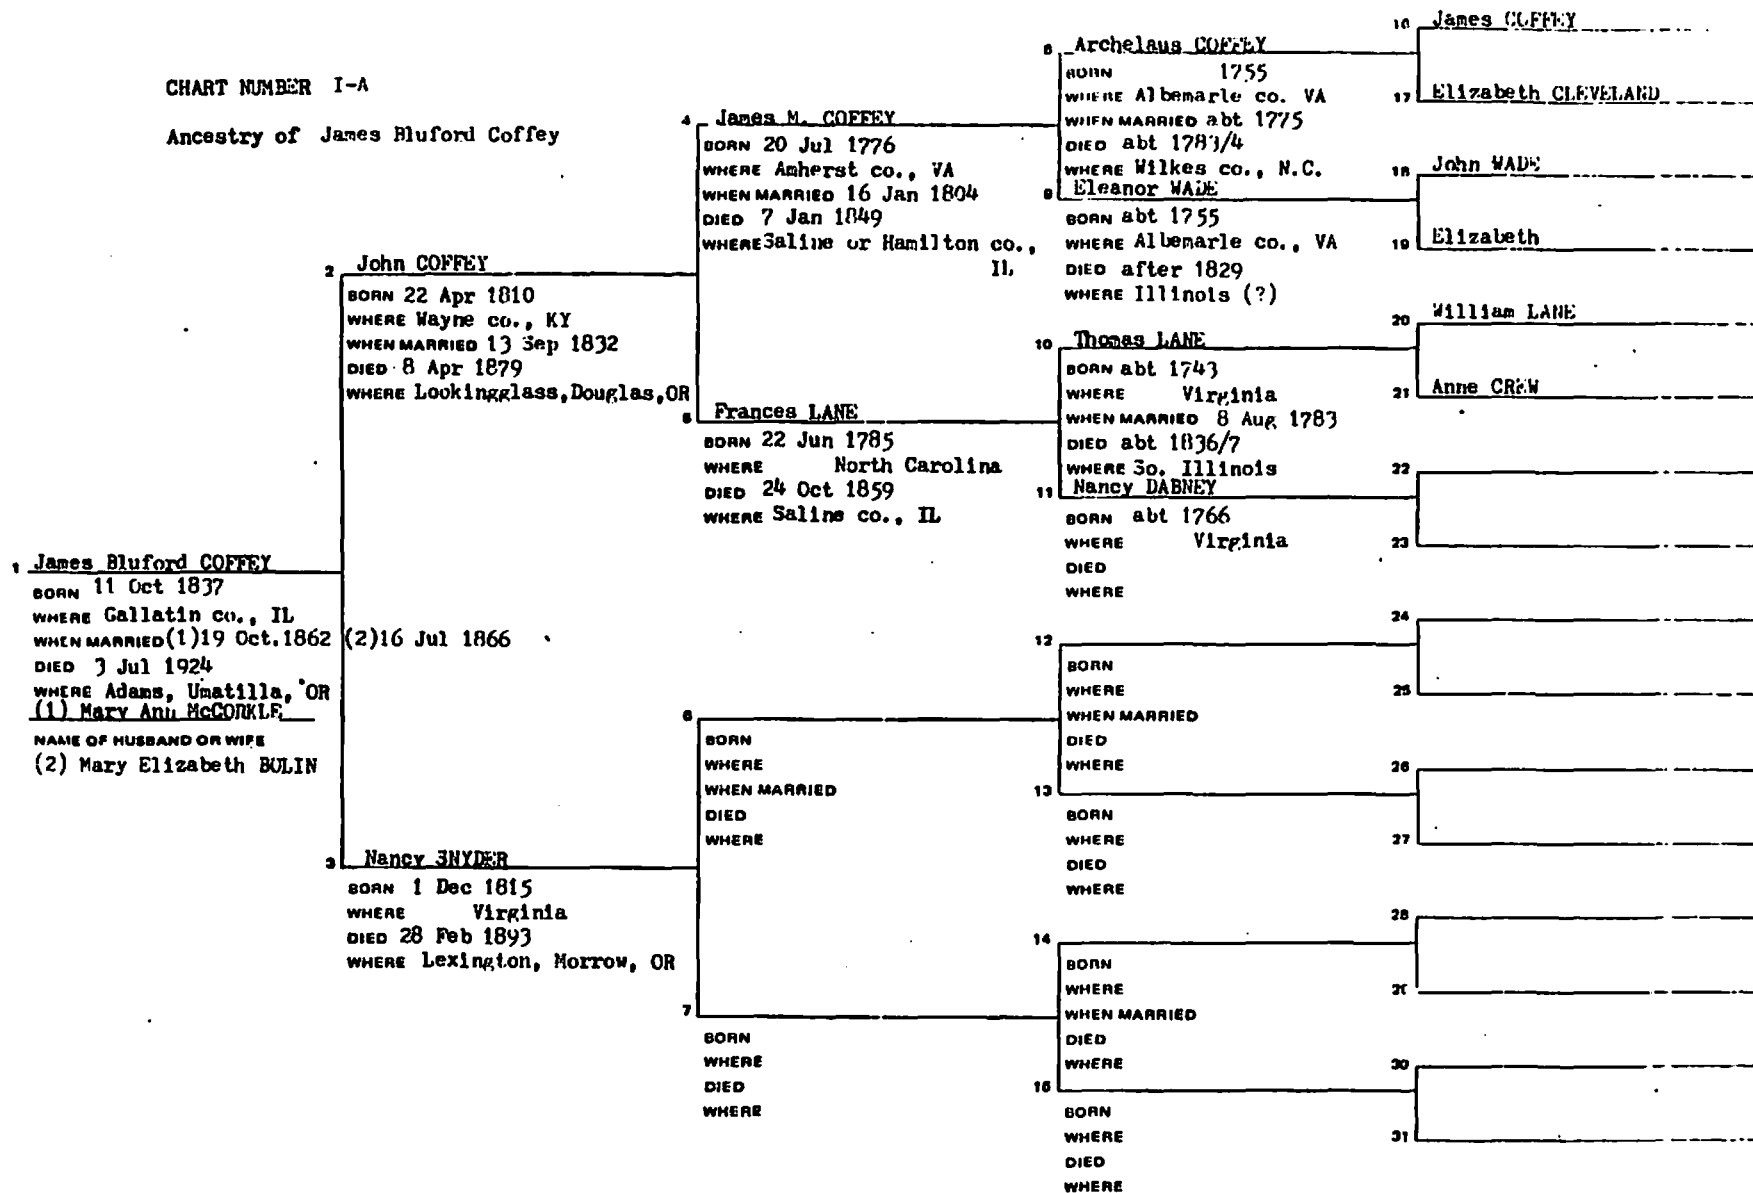 CHART NUMBER I-A
Ancestry of James Bluford Coffey
1 James Bluford COFFEY
BORN 11 Oct 1837
WHERE Gallatin co., IL
WHEN MARRIED (1)19 Oct.1862 (2)16 Jul 1866
DIED 3 Jul 1924
WHERE Adams, Umatilla, OR
(1) Mary Ann McCORKLE
NAME OF HUSBAND OR WIFE
(2) Mary Elizabeth BOLIN
2 John COFFEY
BORN 22 Apr 1810
WHERE Wayne co., KY
WHEN MARRIED 13 Sep 1832
DIED 8 Apr 1879
WHERE Lookingglass,Douglas,OR
3 Nancy SNYDER
BORN 1 Dec 1815
WHERE Virginia
DIED 28 Feb 1893
WHERE Lexington, Morrow, OR
4 James M. COFFEY
BORN 20 Jul 1776
WHERE Amherst co., VA
WHEN MARRIED 16 Jan 1804
DIED 7 Jan 1849
WHERE Saline or Hamilton co.,
IL
5 Frances LANE
BORN 22 Jun 1785
WHERE North Carolina
DIED 24 Oct 1859
WHERE Saline co., IL
6
BORN
WHERE
WHEN MARRIED
DIED
WHERE
7
BORN
WHERE
DIED
WHERE
8 Archelaus COFFEY
BORN 1755
WHERE Albemarle co. VA
WHEN MARRIED abt 1775
DIED abt
WHERE Wilkes co., N.C.
9 Eleanor WADE
BORN abt 1755
WHERE Albemarle co., VA
DIED after 1829
WHERE Illinois (?)
10 Thomas LANE
BORN abt 1743
WHERE Virginia
WHEN MARRIED 8 Aug 1783
DIED abt 1836/7
WHERE So. Illinois
11 Nancy DABNEY
BORN abt 1766
WHERE Virginia
DIED
WHERE
12
BORN
WHERE
WHEN MARRIED
DIED
WHERE
13
BORN
WHERE
DIED
WHERE
14
BORN
WHERE
WHEN MARRIED
DIED
WHERE
15
BORN
WHERE
DIED
WHERE
16 James COFFEY
17 Elizabeth CLEVELAND
18 John WADE
19 Elizabeth
20 William LANE
21 Anne CREW
22
23
24
25
26
27
28
30
31